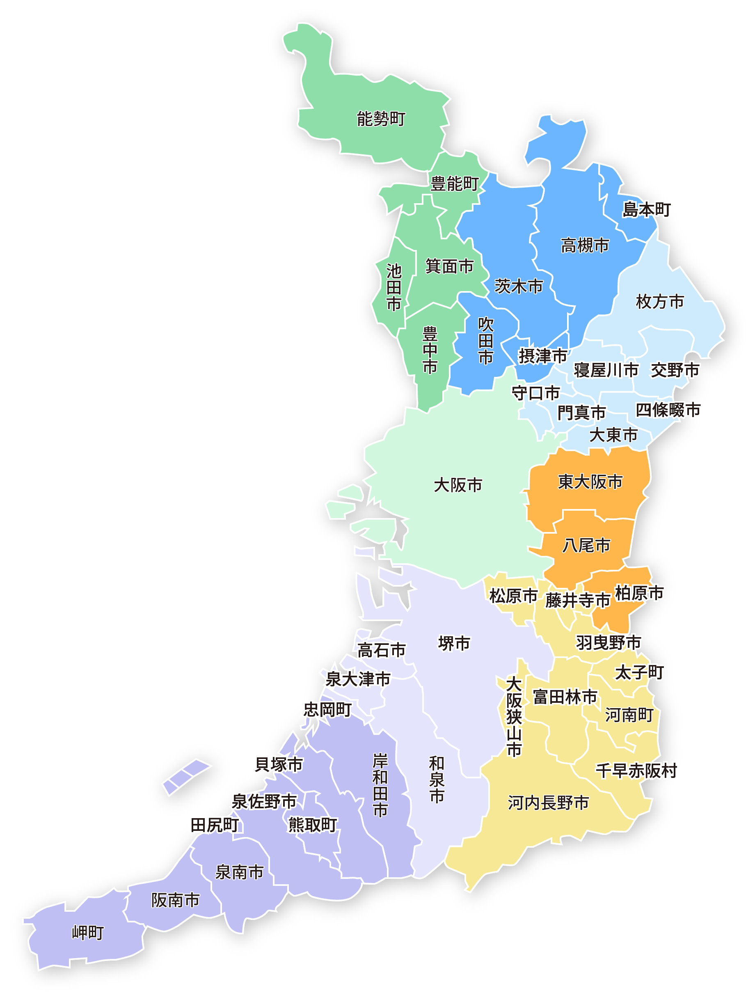 能勢町
豊能町
島本町
高槻市
箕面市
池田市
茨木市
枚方市
吹田市
豊中市
摂津市
寝屋川市
交野市
守口市
門真市
四條畷市
大東市
東大阪市
大阪市
八尾市
柏原市
松原市
藤井寺市
羽曳野市
堺市
高石市
太子町
泉大津市
大阪狭山市
富田林市
忠岡町
河南町
貝塚市
岸和田市
和泉市
千早赤阪村
泉佐野市
河内長野市
田尻町
熊取町
泉南市
阪南市
岬町